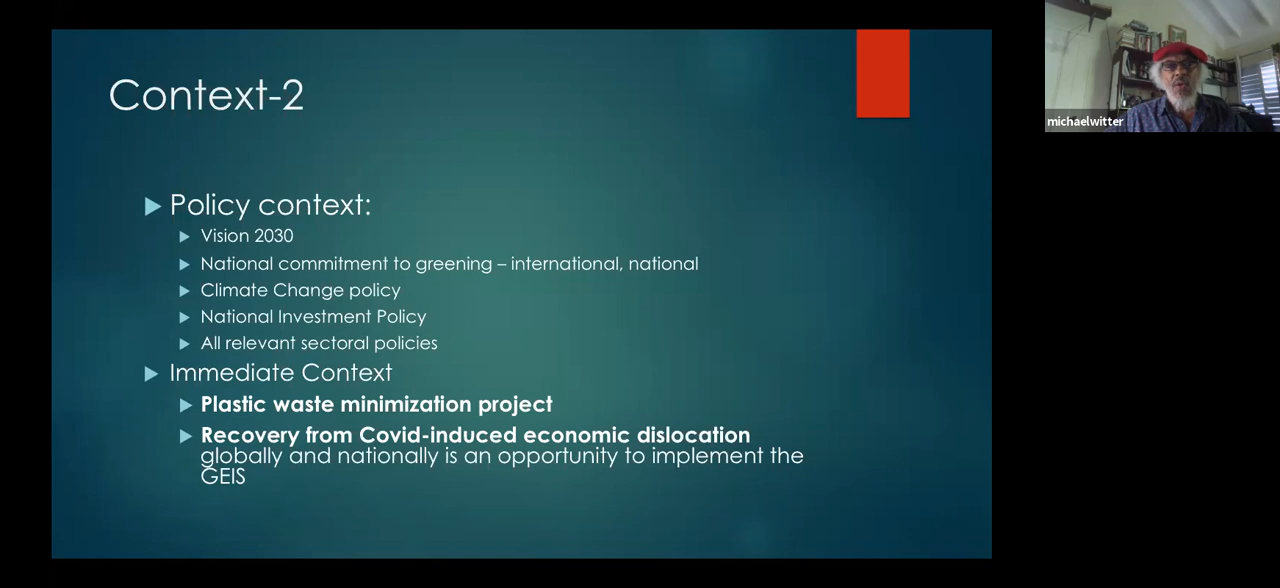 Context-2
Policy context:
Vision 2030
National commitment to greening – international, national
Climate Change policy
National Investment Policy
All relevant sectoral policies
Immediate Context
Plastic waste minimization project
Recovery from Covid-induced economic dislocation
globally and nationally is an opportunity to implement the
GEIS
michaelwitter